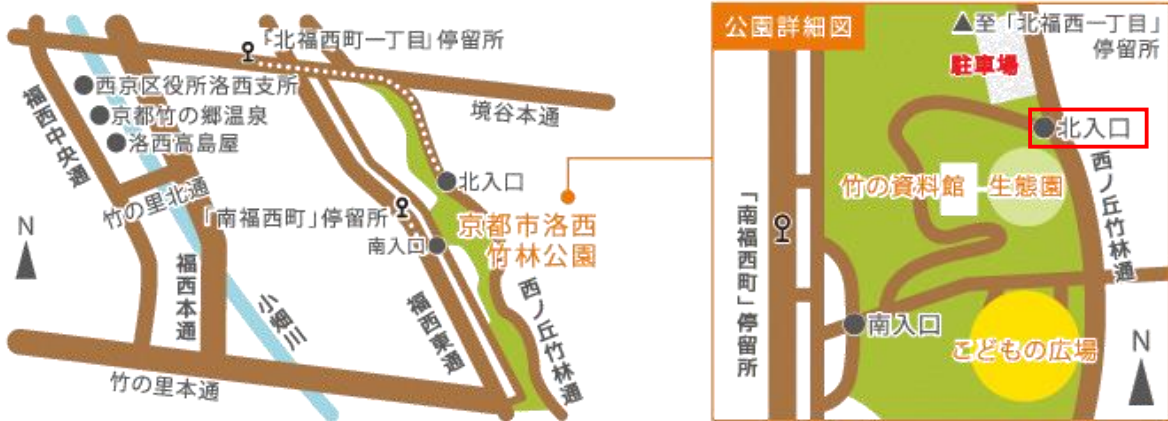 「北福西町一丁目」停留所
西京区役所洛西支所
京都竹の郷温泉
洛西高島屋
福西中央通
竹の里北通
境谷本通
北入口
「南福西町」停留所
南入口
京都市洛西
竹林公園
N
福西本通
小畑川
福西東通
西ノ丘竹林通
竹の里本通
公園詳細図
▲至「北福西一丁目」
停留所
駐車場
北入口
竹の資料館
生態園
西ノ丘竹林通
「南福西町」停留所
南入口
こどもの広場
N